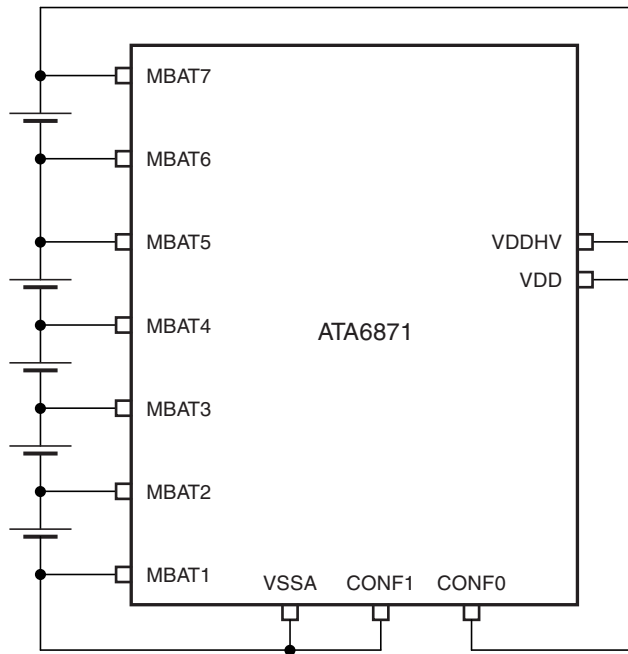 MBAT7
MBAT6
MBAT5
VDDHV
VDD
MBAT4
ATA6871
MBAT3
MBAT2
MBAT1
VSSA CONF1 CONF0